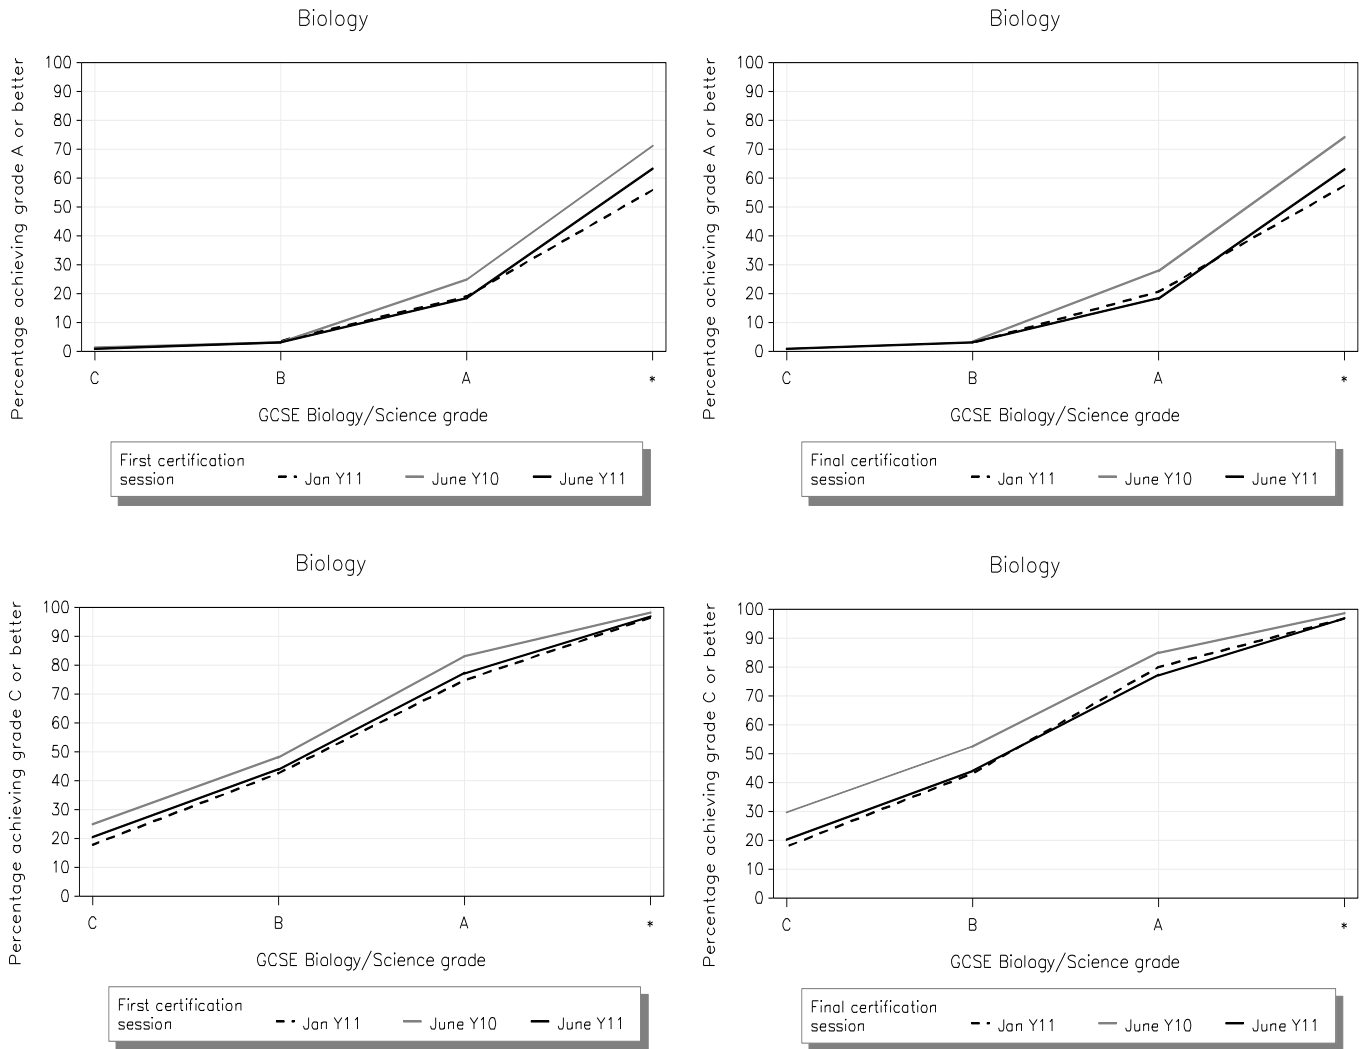 Biology
Percentage achieving grade A or better
100
90
80
70
60
50
40
30
20
10
0
C B A *
GCSE Biology/Science grade
First certification
session
Jan Y11 June Y10 June Y11
Biology
Percentage achieving grade A or better
100
90
80
70
60
50
40
30
20
10
0
C B A *
GCSE Biology/Science grade
Final certification
session
Jan Y11 June Y10 June Y11
Biology
Percentage achieving grade C or better
100
90
80
70
60
50
40
30
20
10
0
C B A *
GCSE Biology/Science grade
First certification
session
Jan Y11 June Y10 June Y11
Biology
Percentage achieving grade C or better
100
90
80
70
60
50
40
30
20
10
0
C B A *
GCSE Biology/Science grade
Final certification
session
Jan Y11 June Y10 June Y11